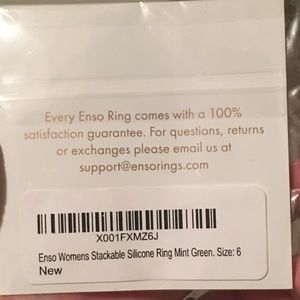 Every Enso Ring comes with a 100%
satisfaction guarantee. For questions, returns
or exchanges please email us at
support@ensorings.com
X001FXMZ6J
Enso Womens Stackable Silicone Ring Mint Green. Size: 6
New